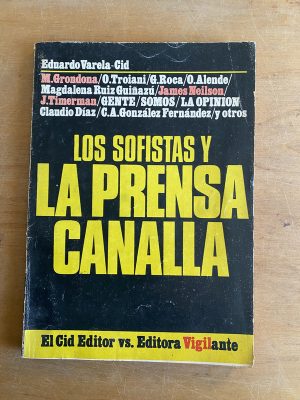 Eduardo Varela-Cid
M.Grondona/O.Troiani/G.Roca/O.Alende/
Magdalena Ruiz Guiñazú/James Neilson/
J.Timerman/GENTE/SOMOS/LA OPINION
Claudio Díaz/C.A.González Fernández/y otros
LOS SOFISTAS Y
LA PRENSA
CANALLA
El Cid Editor vs. Editora Vigilante